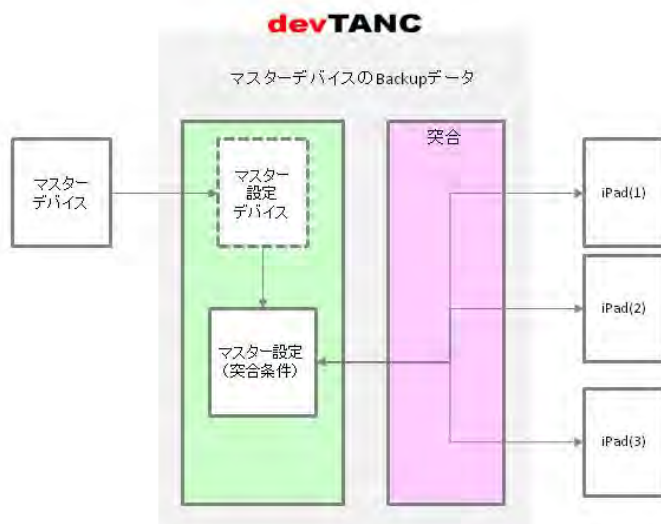 devTANC
マスターデバイスのBackupデータ
突合
マスター
デバイス
マスター
設定
デバイス
iPad(1)
iPad(2)
マスター設定
(突合条件)
iPad(3)